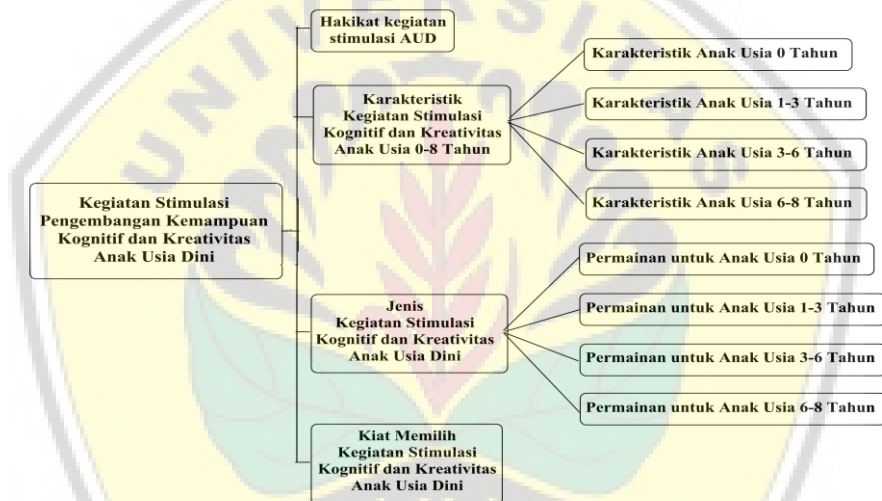 UNIVERSITAS
Hakikat kegiatan
stimulasi AUD
Karakteristik
Kegiatan Stimulasi
Kognitif dan Kreativitas
Anak Usia 0-8 Tahun
Karakteristik Anak Usia 0 Tahun
Karakteristik Anak Usia 1-3 Tahun
Karakteristik Anak Usia 3-6 Tahun
Karakteristik Anak Usia 6-8 Tahun
Kegiatan Stimulasi
Pengembangan Kemampuan
Kognitif dan Kreativitas
Anak Usia Dini
Jenis
Kegiatan Stimulasi
Kognitif dan Kreativitas
Anak Usia Dini
Permainan untuk Anak Usia 0 Tahun
Permainan untuk Anak Usia 1-3 Tahun
Permainan untuk Anak Usia 3-6 Tahun
Permainan untuk Anak Usia 6-8 Tahun
Kiat Memilih
Kegiatan Stimulasi
Kognitif dan Kreativitas
Anak Usia Dini